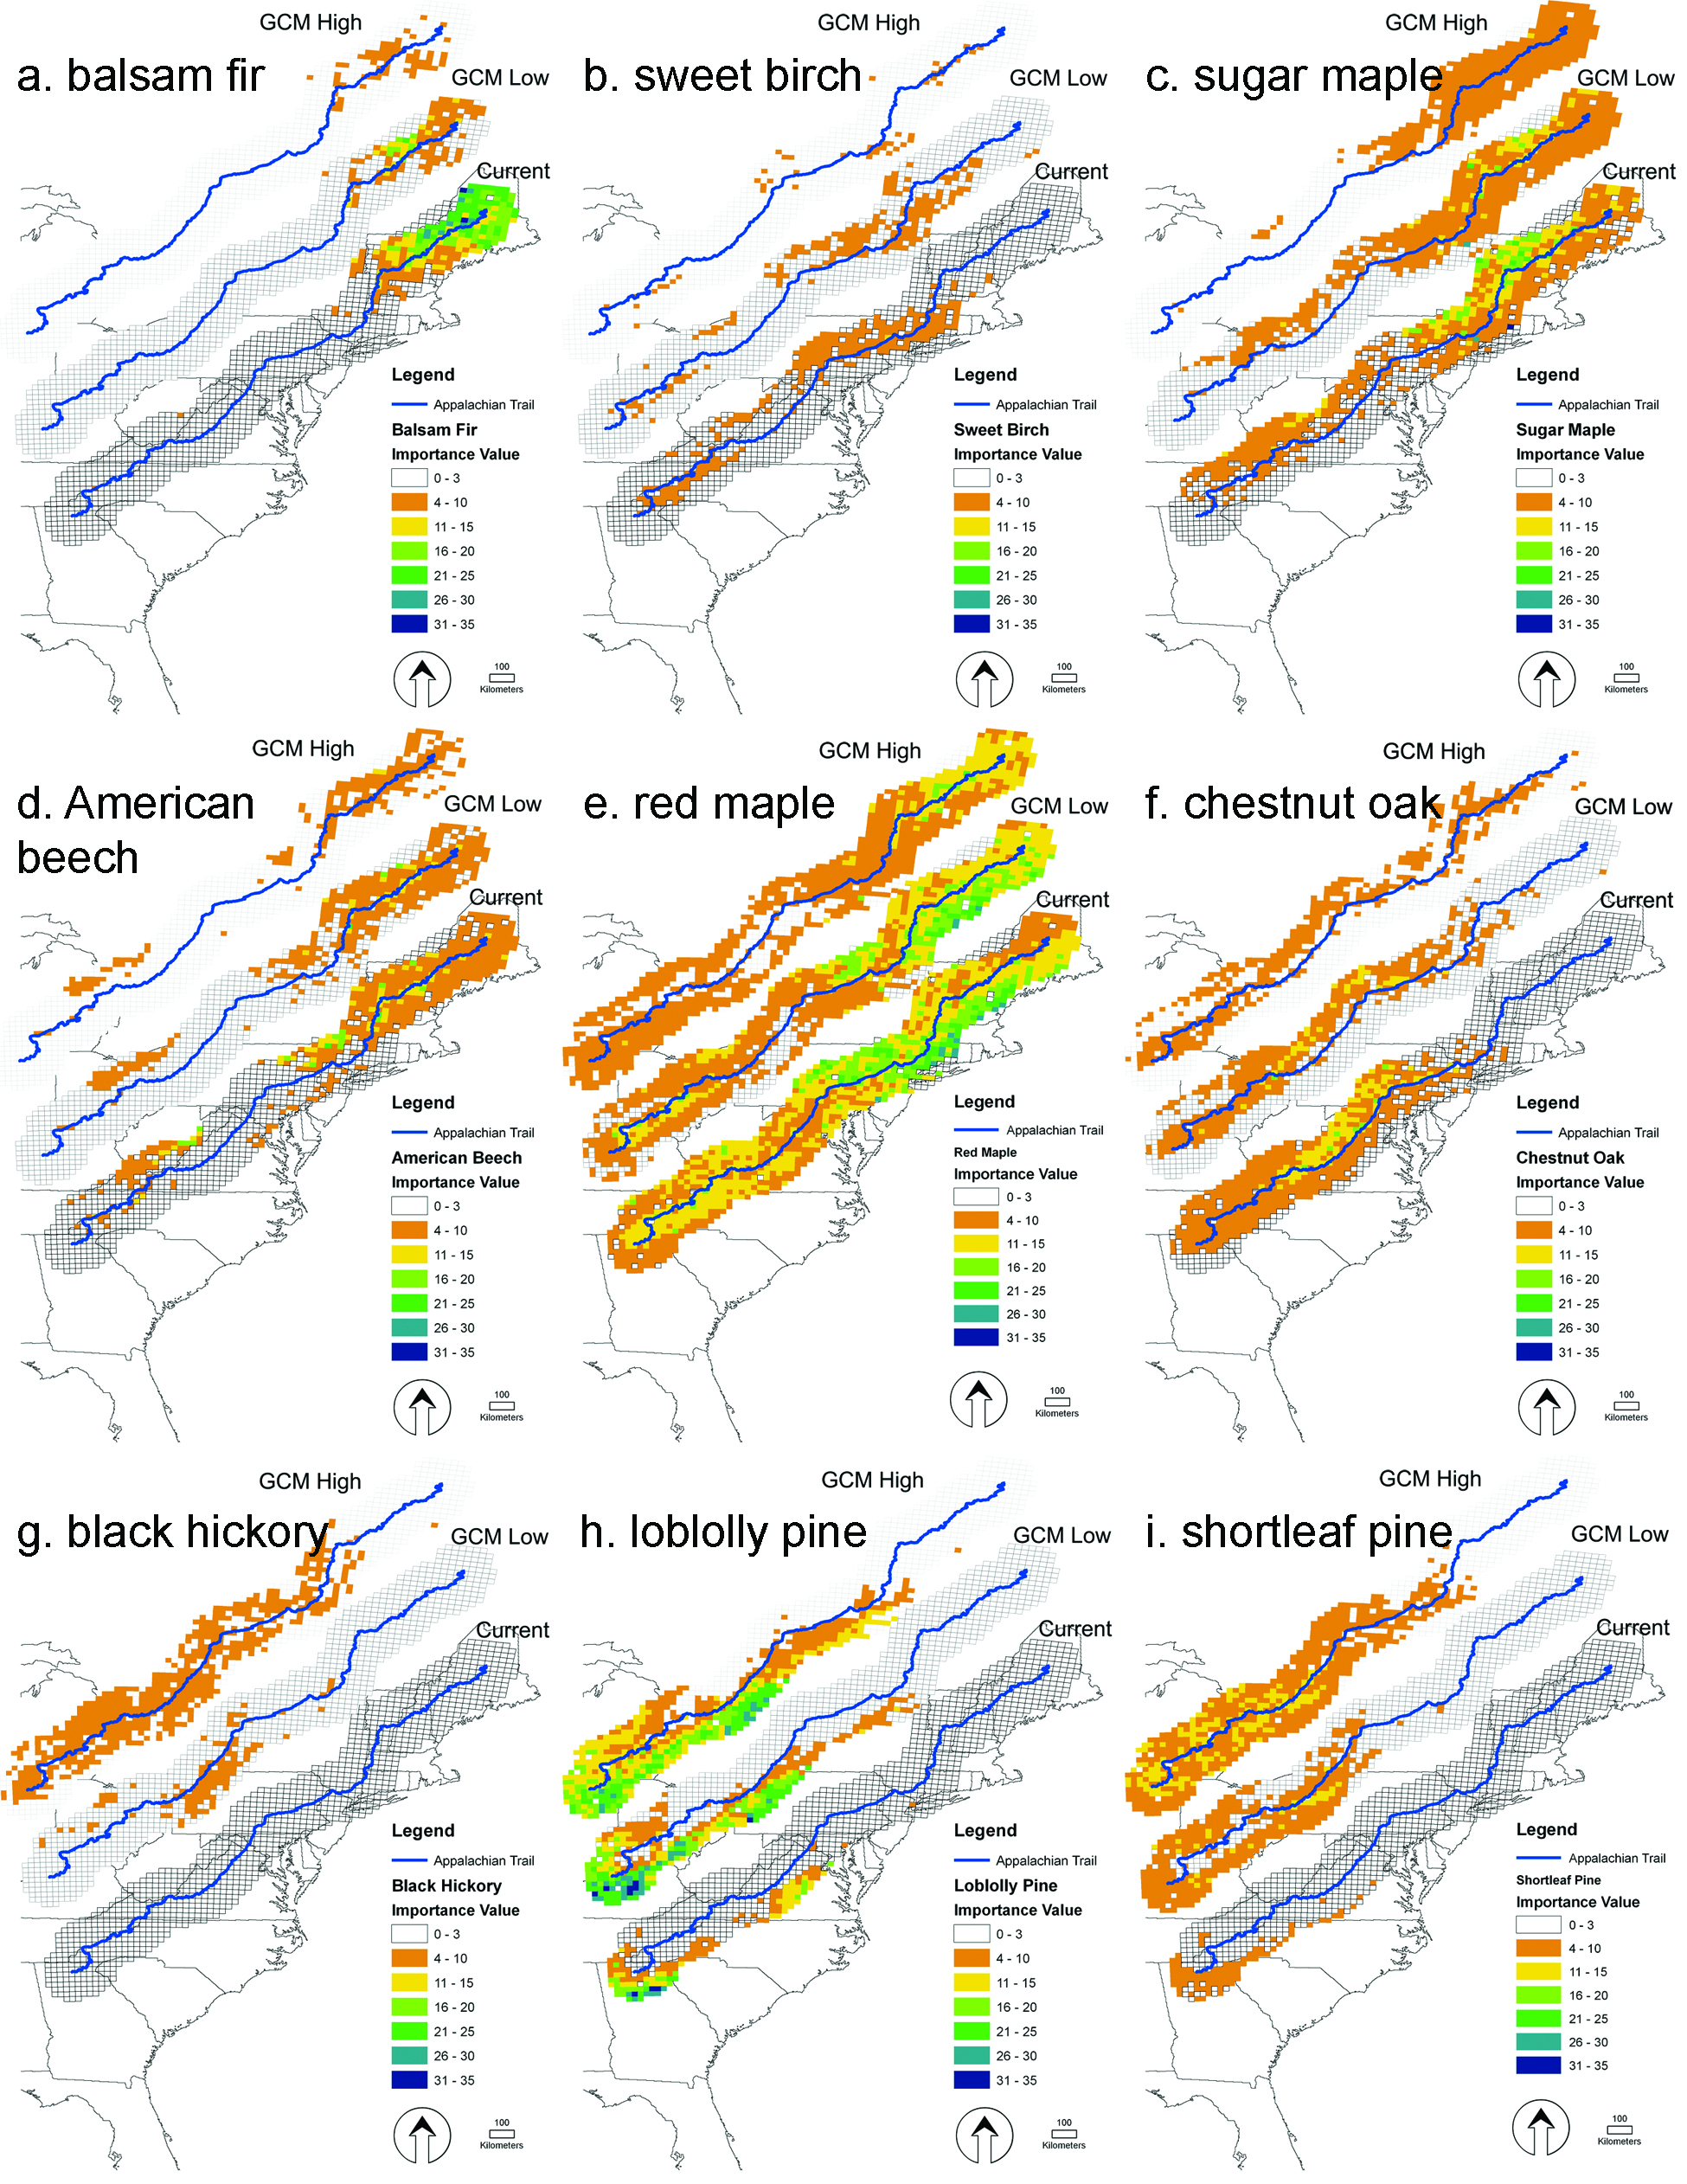 GCM High
a. balsam fir
GCM Low
Current
Legend
Appalachian Trail
Balsam Fir
Importance Value
0 - 3
4 - 10
11 - 15
16 - 20
21 - 25
26 - 30
31 - 35
100
Kilometers
GCM High
b. sweet birch
GCM Low
Current
Legend
Appalachian Trail
Sweet Birch
Importance Value
0 - 3
4 - 10
11 - 15
16 - 20
21 - 25
26 - 30
31 - 35
100
Kilometers
GCM High
c. sugar maple
GCM Low
Current
Legend
Appalachian Trail
Sugar Maple
Importance Value
0 - 3
4 - 10
11 - 15
16 - 20
21 - 25
26 - 30
31 - 35
100
Kilometers
GCM High
d. American
beech
GCM Low
Current
Legend
Appalachian Trail
American Beech
Importance Value
0 - 3
4 - 10
11 - 15
16 - 20
21 - 25
26 - 30
31 - 35
100
Kilometers
GCM High
e. red maple
GCM Low
Current
Legend
Appalachian Trail
Red Maple
Importance Value
0 - 3
4 - 10
11 - 15
16 - 20
21 - 25
26 - 30
31 - 35
100
Kilometers
GCM High
f. chestnut oak
GCM Low
Current
Legend
Appalachian Trail
Chestnut Oak
Importance Value
0 - 3
4 - 10
11 - 15
16 - 20
21 - 25
26 - 30
31 - 35
100
Kilometers
GCM High
g. black hickory
GCM Low
Current
Legend
Appalachian Trail
Black Hickory
Importance Value
0 - 3
4 - 10
11 - 15
16 - 20
21 - 25
26 - 30
31 - 35
100
Kilometers
GCM High
h. loblolly pine
GCM Low
Current
Legend
Appalachian Trail
Loblolly Pine
Importance Value
0 - 3
4 - 10
11 - 15
16 - 20
21 - 25
26 - 30
31 - 35
100
Kilometers
GCM High
i. shortleaf pine
GCM Low
Current
Legend
Appalachian Trail
Shortleaf Pine
Importance Value
0 - 3
4 - 10
11 - 15
16 - 20
21 - 25
26 - 30
31 - 35
100
Kilometers